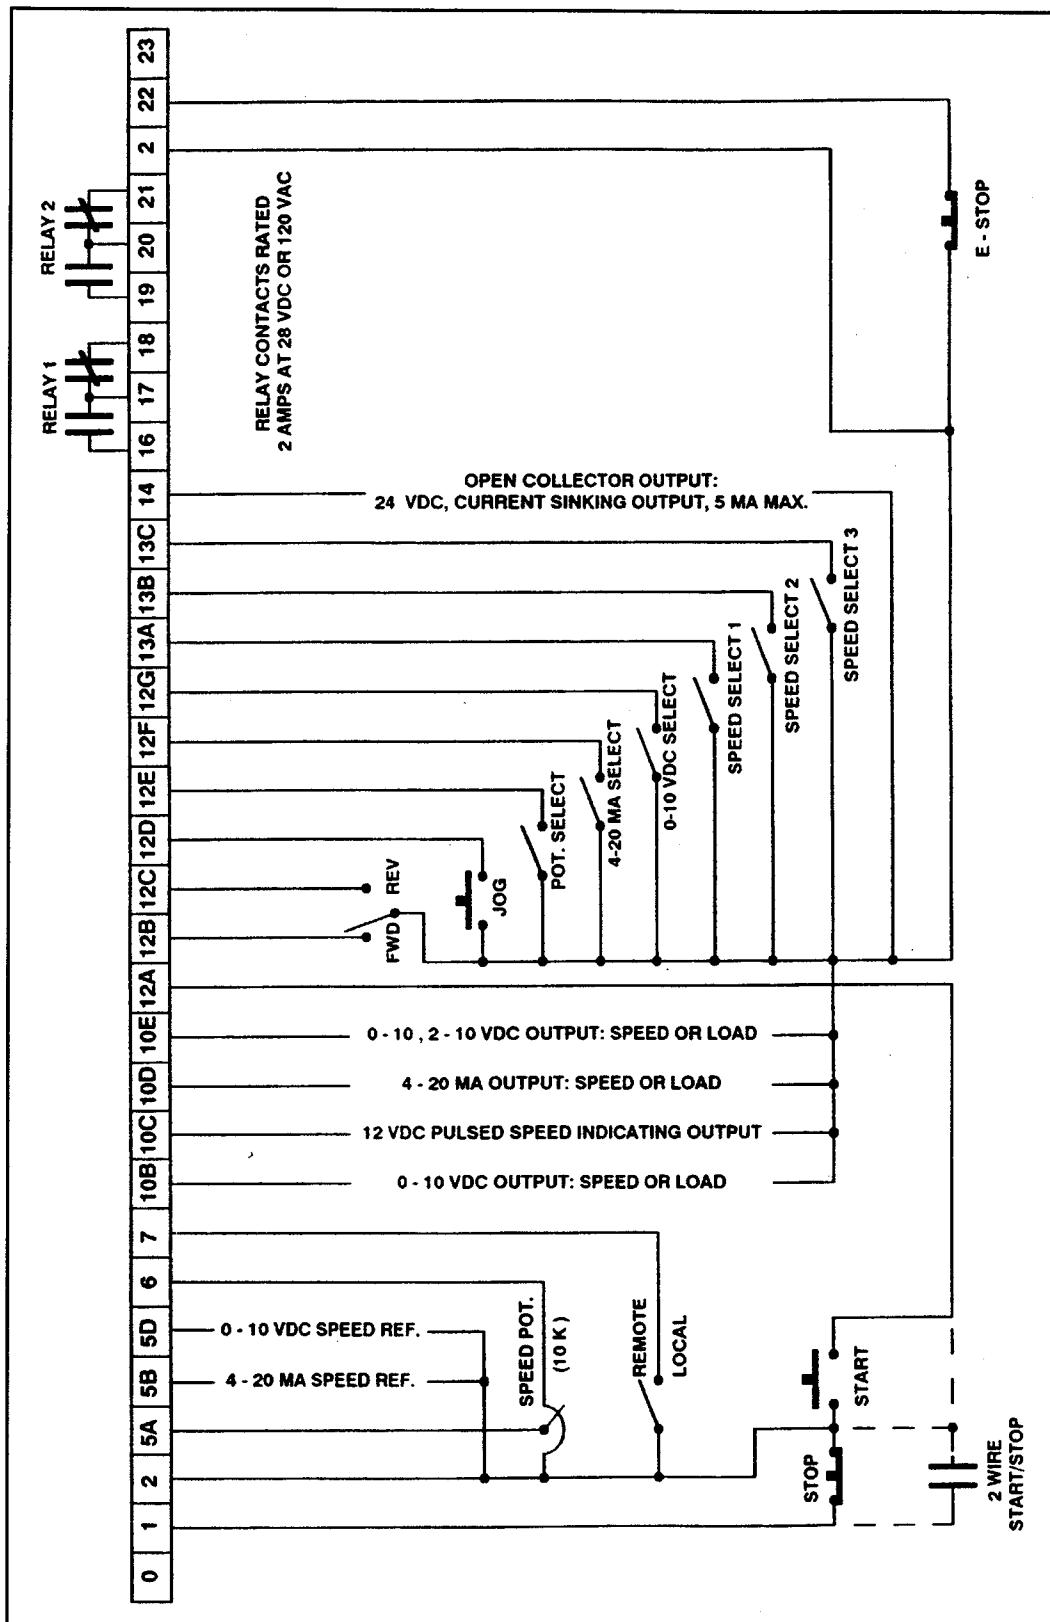 RELAY 1
RELAY 2
0
1
2
5A
5B
5D
6
7
10B
10C
10D
10E
12A
12B
12C
12D
12E
12F
12G
13A
13B
13C
14
16
17
18
19
20
21
2
22
23
RELAY CONTACTS RATED
2 AMPS AT 28 VDC OR 120 VAC
OPEN COLLECTOR OUTPUT:
24 VDC, CURRENT SINKING OUTPUT, 5 MA MAX.
FWD
REV
JOG
POT. SELECT
4-20 MA SELECT
0-10 VDC SELECT
SPEED SELECT 1
SPEED SELECT 2
SPEED SELECT 3
E - STOP
0 - 10 , 2 - 10 VDC OUTPUT: SPEED OR LOAD
4 - 20 MA OUTPUT: SPEED OR LOAD
12 VDC PULSED SPEED INDICATING OUTPUT
0 - 10 VDC OUTPUT: SPEED OR LOAD
0 - 10 VDC SPEED REF.
4 - 20 MA SPEED REF.
SPEED POT.
(10 K )
REMOTE
LOCAL
STOP
START
2 WIRE
START/STOP